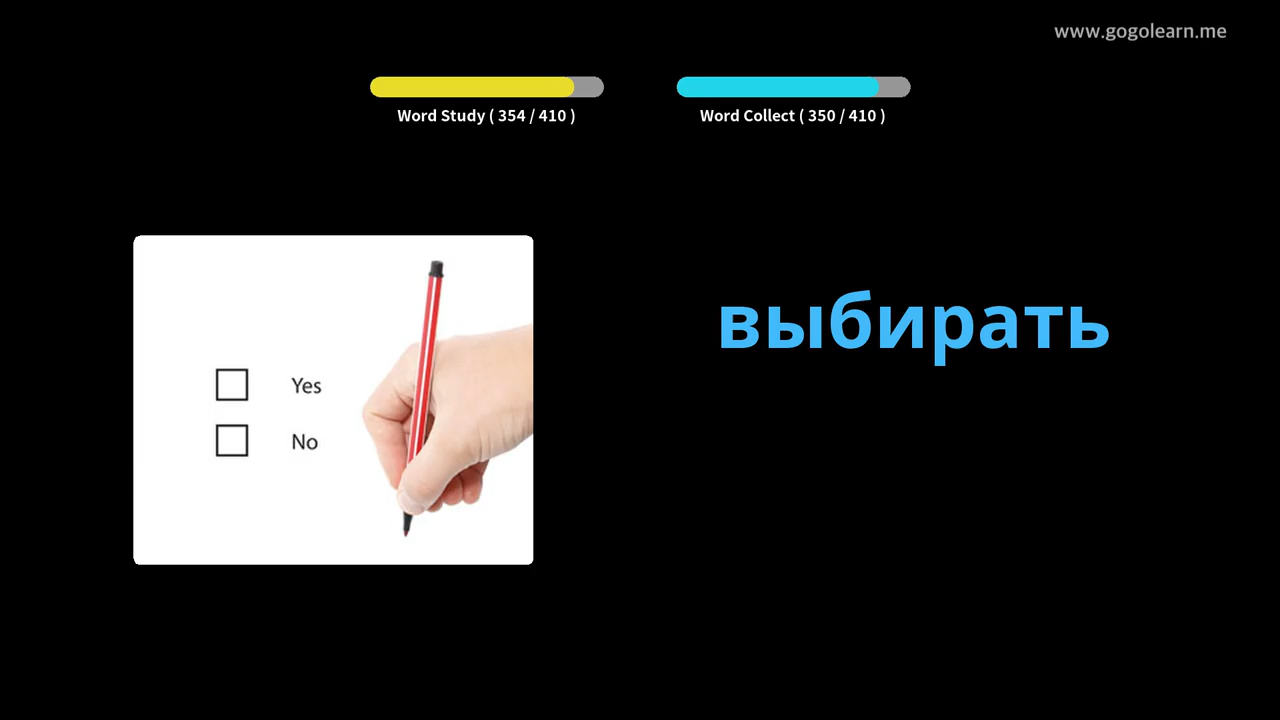 www.gogolearn.me
Word Study ( 354 / 410 )
Word Collect ( 350 / 410 )
выбирать
Yes
No